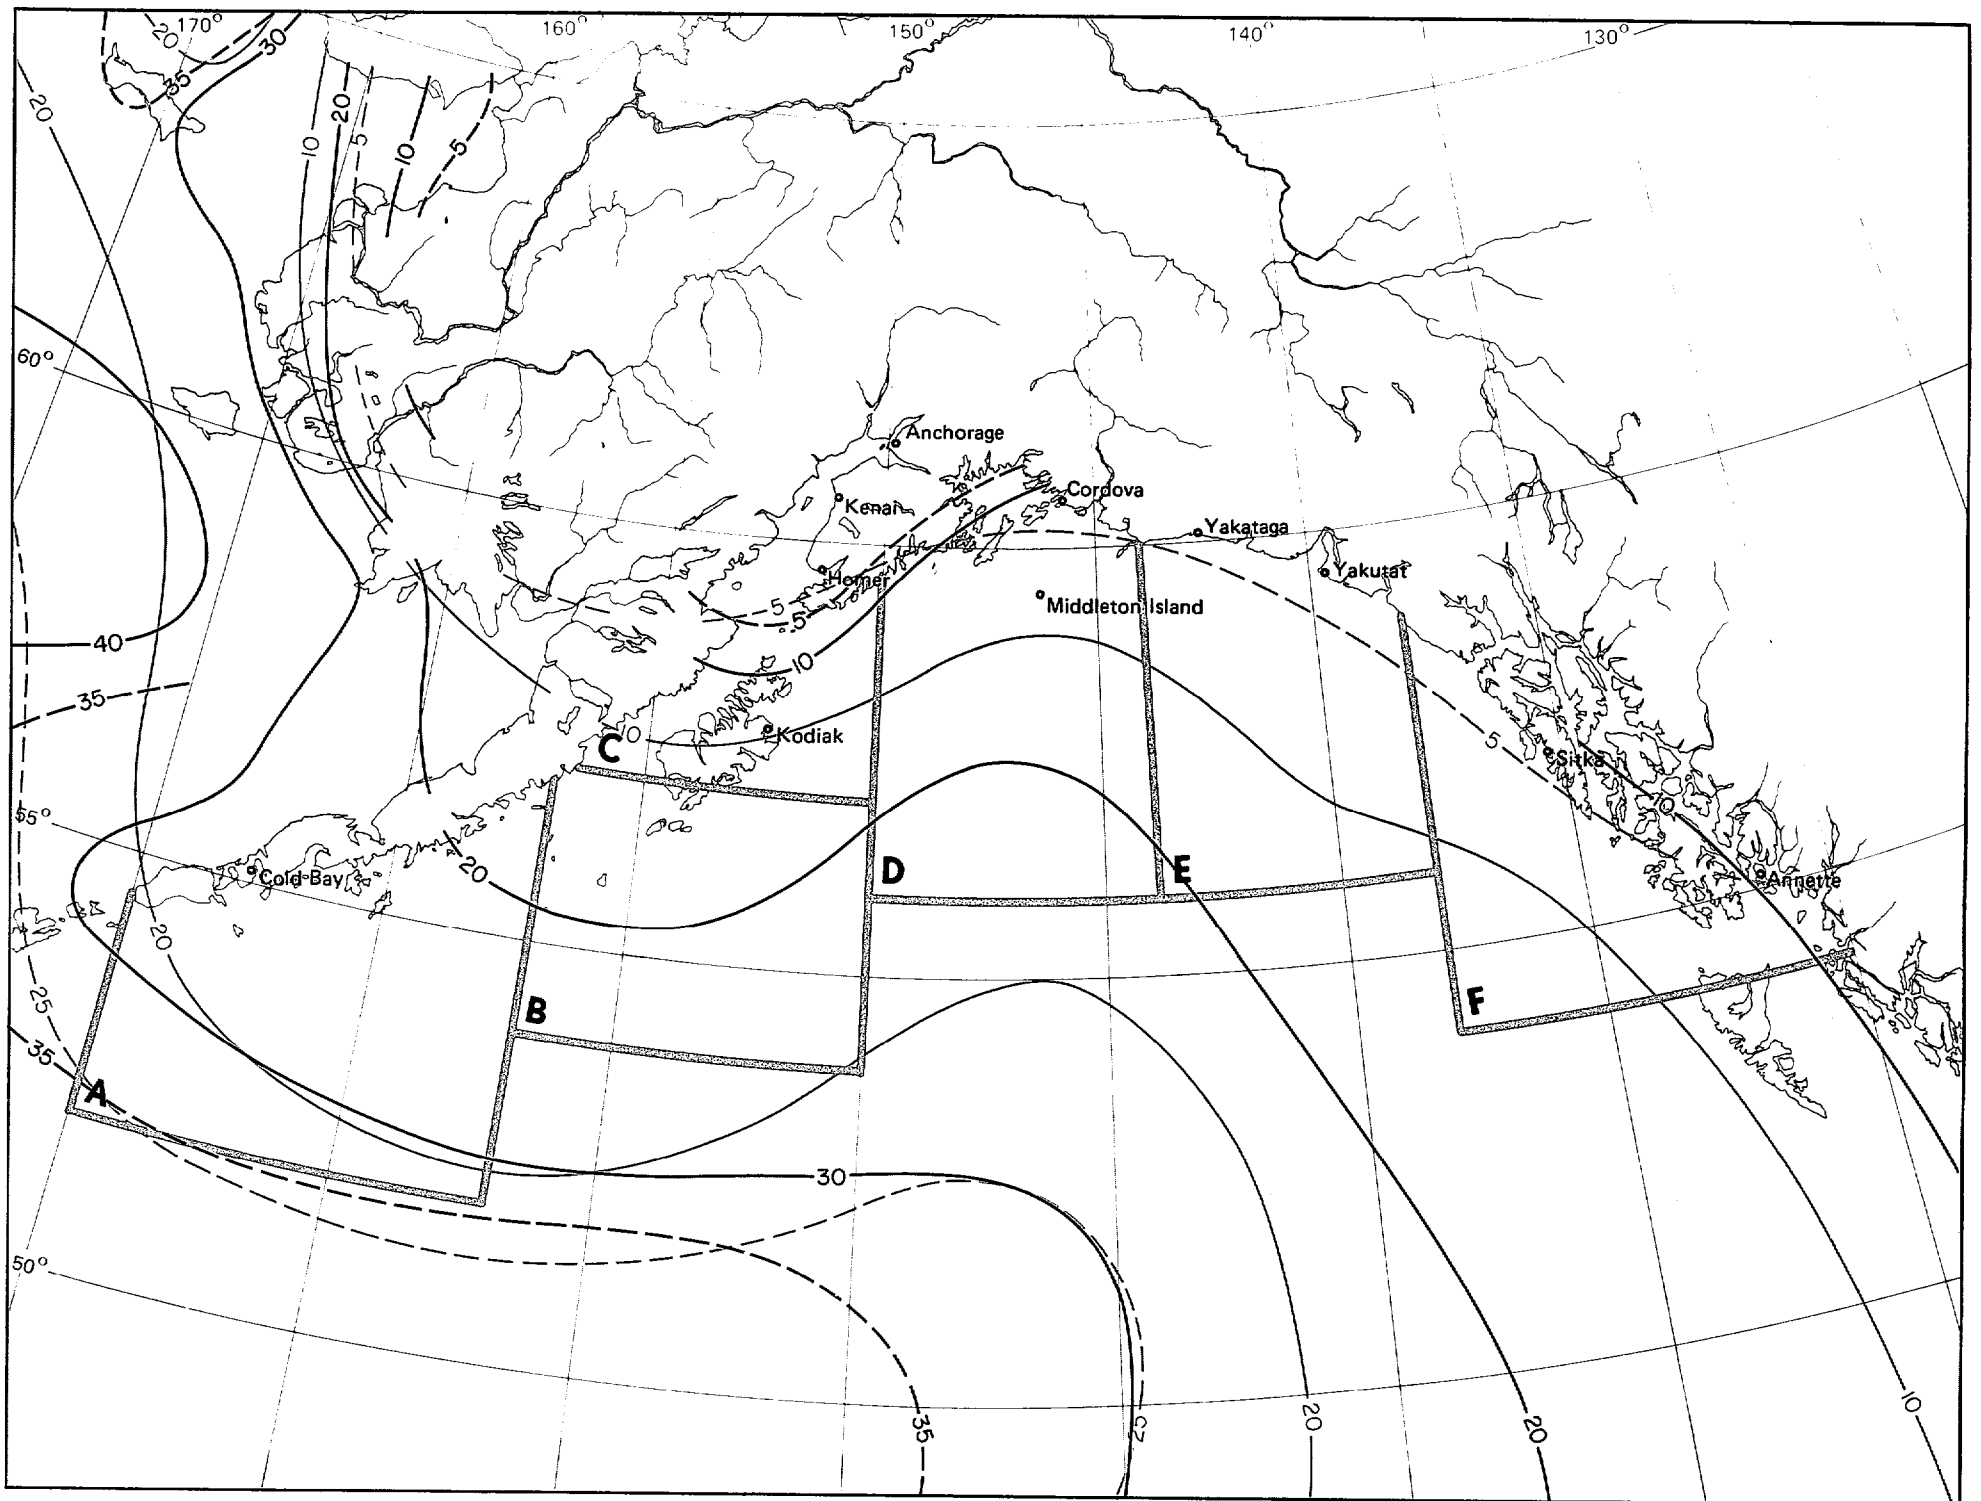 170°
160°
150°
140°
130°
20
30
35
20
10
20
5
10
5
60°
Anchorage
Cordova
Kenai
Yakataga
Homer
Yakutat
5
5
Middleton Island
40
10
35
10
Kodiak
C
5
Sitka
10
55°
20
D
E
Cold Bay
Annette
20
25
B
F
35
A
30
50°
10
35
25
20
20